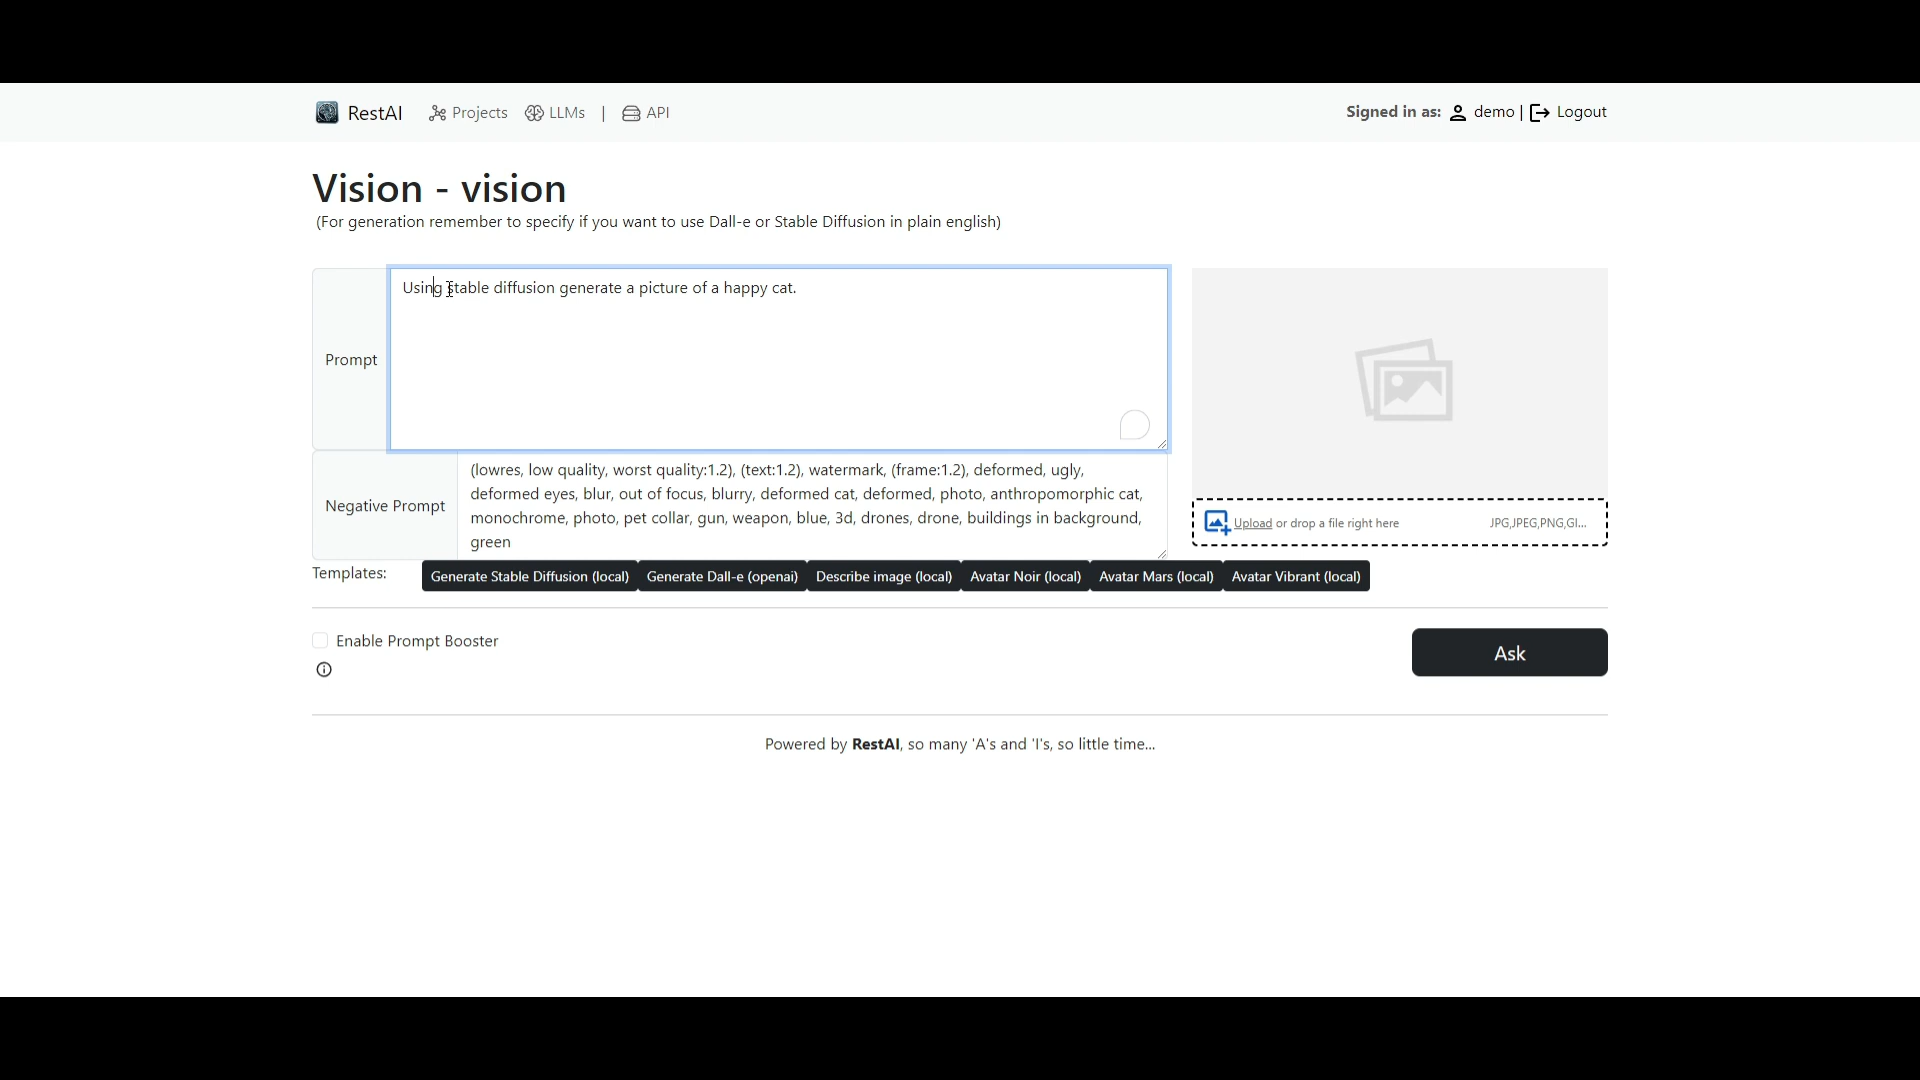 RestAI Projects LLMs | API Signed in as: demo | Logout
Vision - vision
(For generation remember to specify if you want to use Dall-e or Stable Diffusion in plain english)
Prompt
Using stable diffusion generate a picture of a happy cat.
Negative Prompt
(lowres, low quality, worst quality:1.2), (text:1.2), watermark, (frame:1.2), deformed, ugly,
deformed eyes, blur, out of focus, blurry, deformed cat, deformed, photo, anthropomorphic cat,
monochrome, photo, pet collar, gun, weapon, blue, 3d, drones, drone, buildings in background,
green
Upload or drop a file right here JPG,JPEG,PNG,GI...
Templates: Generate Stable Diffusion (local) Generate Dall-e (openai) Describe image (local) Avatar Noir (local) Avatar Mars (local) Avatar Vibrant (local)
Enable Prompt Booster
Ask
Powered by RestAI, so many 'A's and 'I's, so little time...